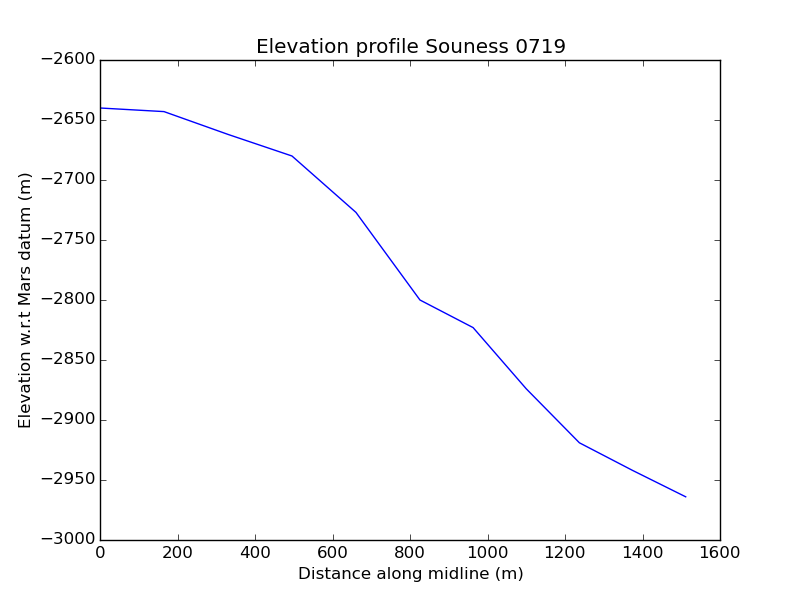 Elevation profile Souness 0719
−2600
−2650
−2700
−2750
−2800
−2850
−2900
−2950
−3000
Elevation w.r.t Mars datum (m)
0 200 400 600 800 1000 1200 1400 1600
Distance along midline (m)